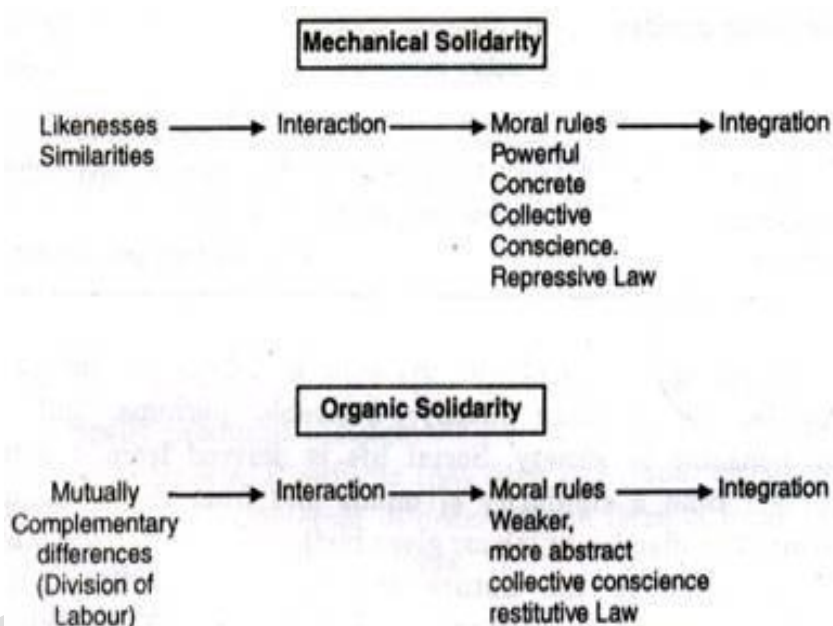 Mechanical Solidarity
Likenesses
Similarities
Interaction
Moral rules
Powerful
Concrete
Collective
Conscience.
Repressive Law
Integration
Organic Solidarity
Mutually
Complementary
differences
(Division of
Labour)
Interaction
Moral rules
Weaker,
more abstract
collective conscience
restitutive Law
Integration